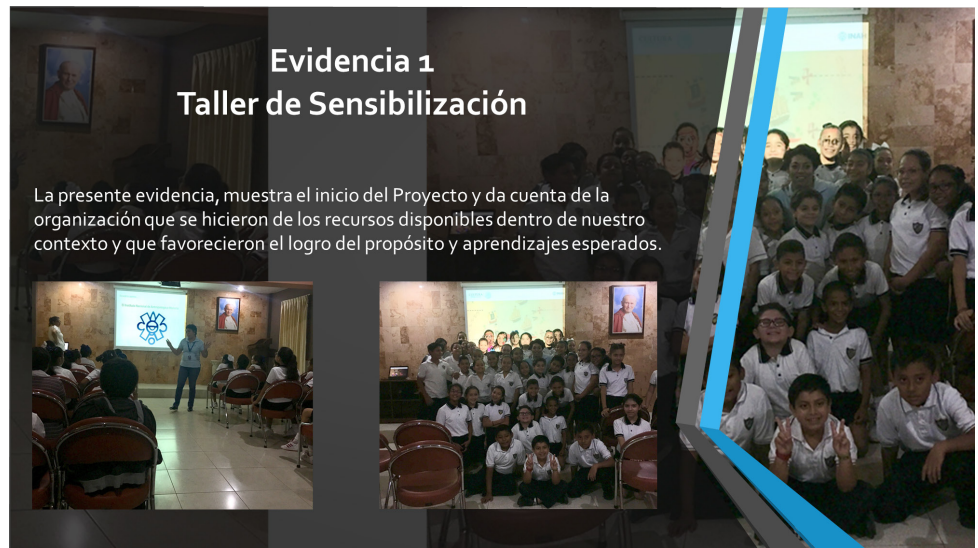 Evidencia 1
Taller de Sensibilización
La presente evidencia, muestra el inicio del Proyecto y da cuenta de la
organización que se hicieron de los recursos disponibles dentro de nuestro
contexto y que favorecieron el logro del propósito y aprendizajes esperados.